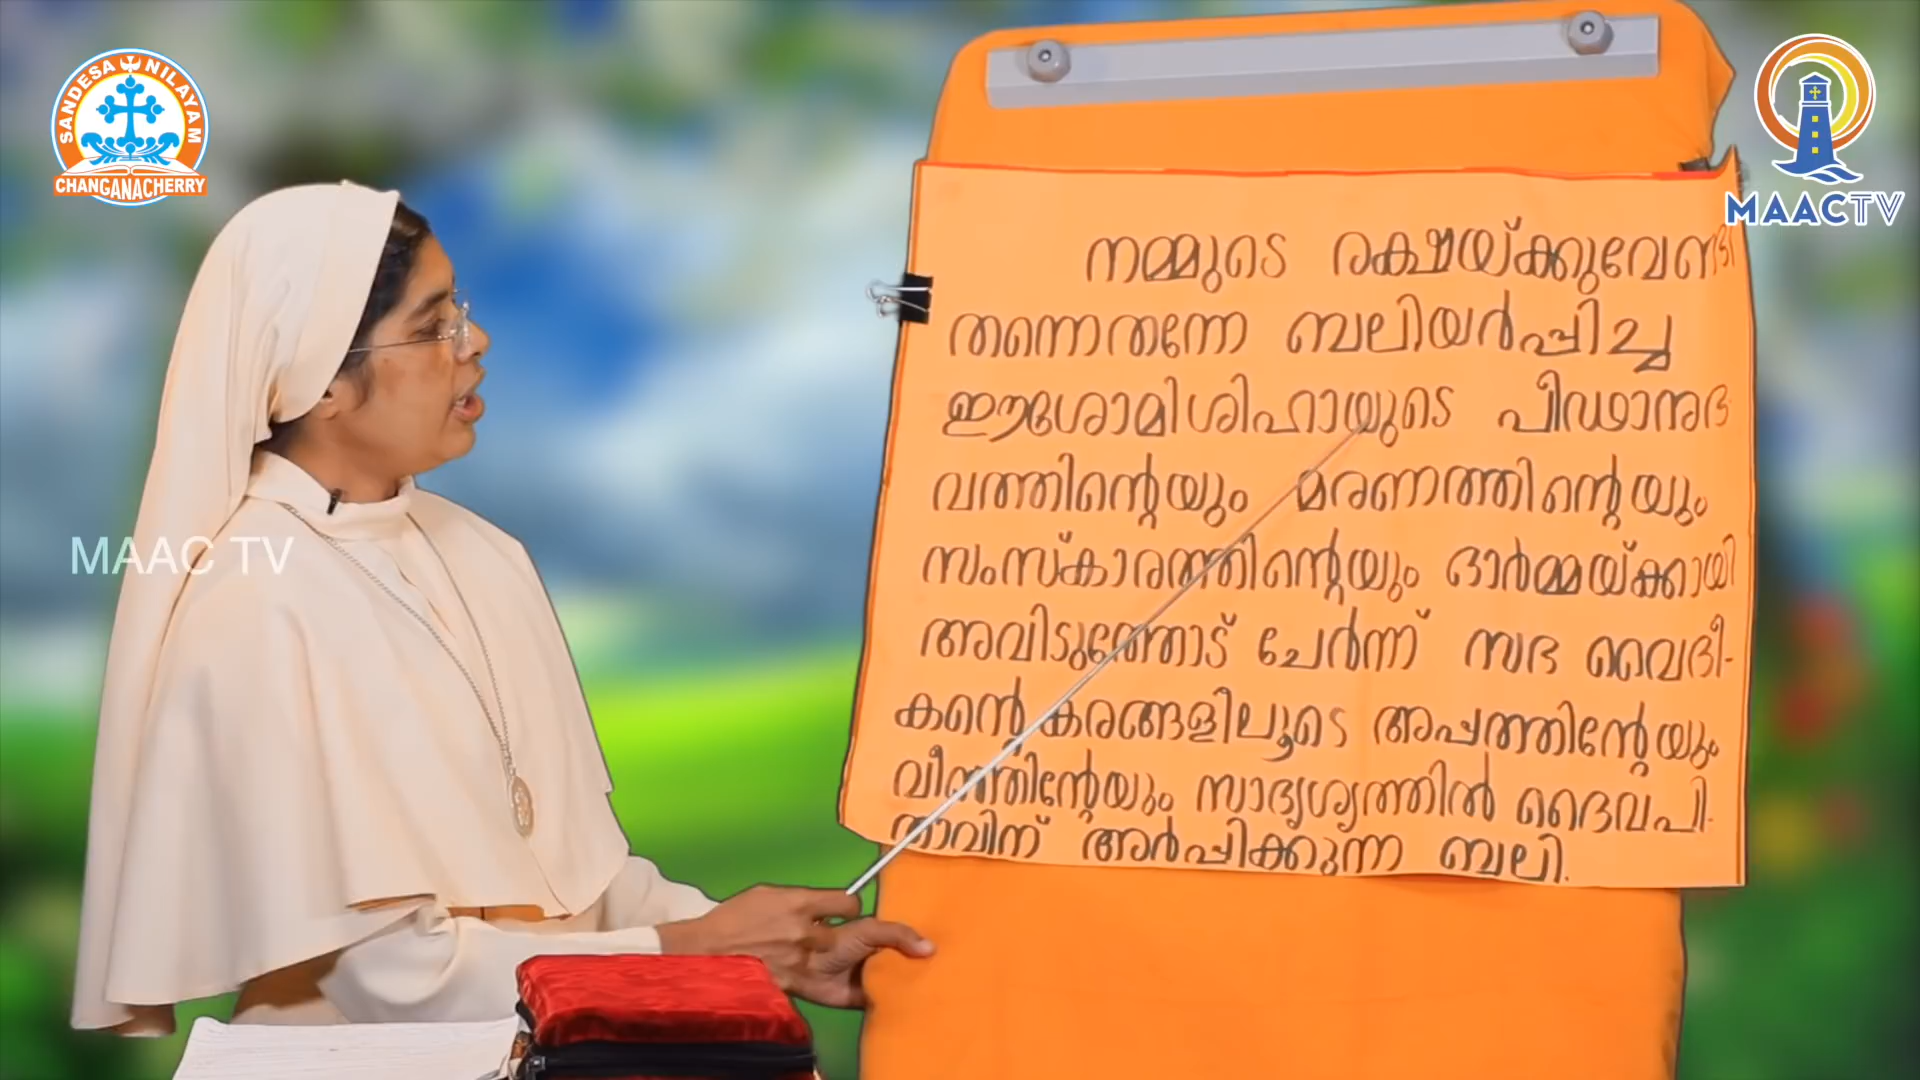 SANDESA NILAYAM
CHANGANACHERRY
MAACTV
MAAC TV
നമ്മുടെ രക്ഷയ്ക്കുവേണ്ടി
തന്നെതന്നേ ബലിയർപ്പിച്ച
ഈശോമിശിഹായുടെ പീഢാനുഭ
വത്തിന്റെയും മരണത്തിന്റെയും
സംസ്കാരത്തിന്റെയും ഓർമ്മയ്ക്കായി
അവിടുത്തോട് ചേർന്ന് സഭ വൈദീ-
കന്റെ കരങ്ങളിലൂടെ അപ്പത്തിന്റേയും
വീഞ്ഞിന്റേയും സാദൃശ്യത്തിൽ ദൈവപി-
താവിന് അർപ്പിക്കുന്ന ബലി.